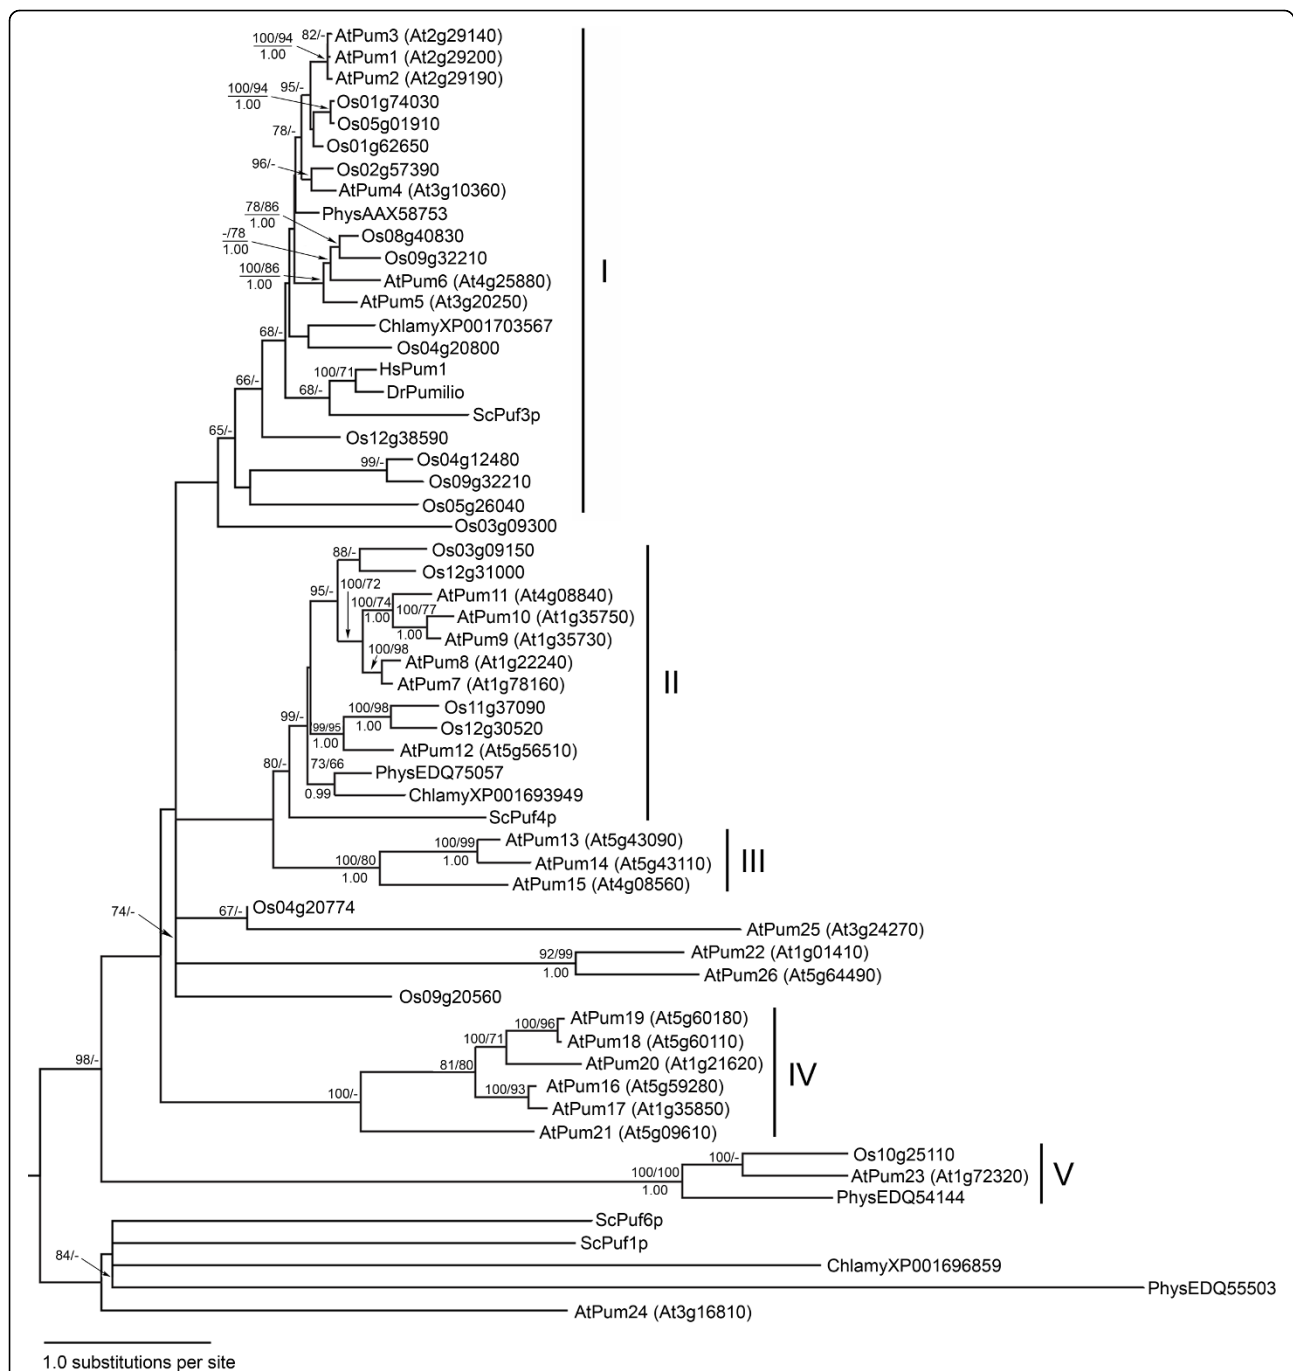 82/- AtPum3 (At2g29140)
100/94
1.00
AtPum1 (At2g29200)
AtPum2 (At2g29190)
95/-
100/94
1.00
Os01g74030
Os05g01910
78/-
Os01g62650
96/-
Os02g57390
AtPum4 (At3g10360)
PhysAAX58753
78/86
1.00
Os08g40830
-/78
1.00
Os09g32210
I
100/86
1.00
AtPum6 (At4g25880)
AtPum5 (At3g20250)
68/-
ChlamyXP001703567
Os04g20800
100/71
HsPum1
66/-
68/-
DrPumilio
ScPuf3p
65/-
Os12g38590
99/-
Os04g12480
Os09g32210
Os05g26040
Os03g09300
88/-
Os03g09150
Os12g31000
95/-
100/72
100/74
1.00
AtPum11 (At4g08840)
100/77
1.00
AtPum10 (At1g35750)
AtPum9 (At1g35730)
100/98
AtPum8 (At1g22240)
AtPum7 (At1g78160)
II
100/98
1.00
Os11g37090
Os12g30520
99/-
99/95
1.00
AtPum12 (At5g56510)
80/-
73/66
0.99
PhysEDQ75057
ChlamyXP001693949
ScPuf4p
100/99
1.00
AtPum13 (At5g43090)
100/80
1.00
AtPum14 (At5g43110)
AtPum15 (At4g08560)
III
74/-
67/-
Os04g20774
AtPum25 (At3g24270)
92/99
1.00
AtPum22 (At1g01410)
AtPum26 (At5g64490)
Os09g20560
100/96
AtPum19 (At5g60180)
100/71
AtPum18 (At5g60110)
98/-
81/80
AtPum20 (At1g21620)
IV
100/-
100/93
AtPum16 (At5g59280)
AtPum17 (At1g35850)
AtPum21 (At5g09610)
100/-
Os10g25110
100/100
1.00
AtPum23 (At1g72320)
V
PhysEDQ54144
ScPuf6p
ScPuf1p
84/-
ChlamyXP001696859
PhysEDQ55503
AtPum24 (At3g16810)
1.0 substitutions per site